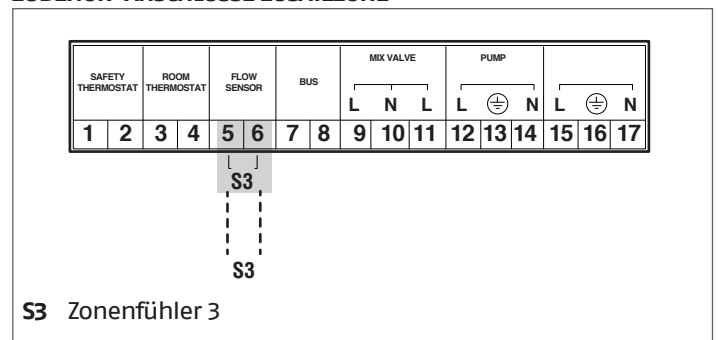 SAFETY THERMOSTAT ROOM THERMOSTAT FLOW SENSOR BUS MIX VALVE PUMP
L N L L N L N
1 2 3 4 5 6 7 8 9 10 11 12 13 14 15 16 17
S3
S3
S3 Zonenfühler 3